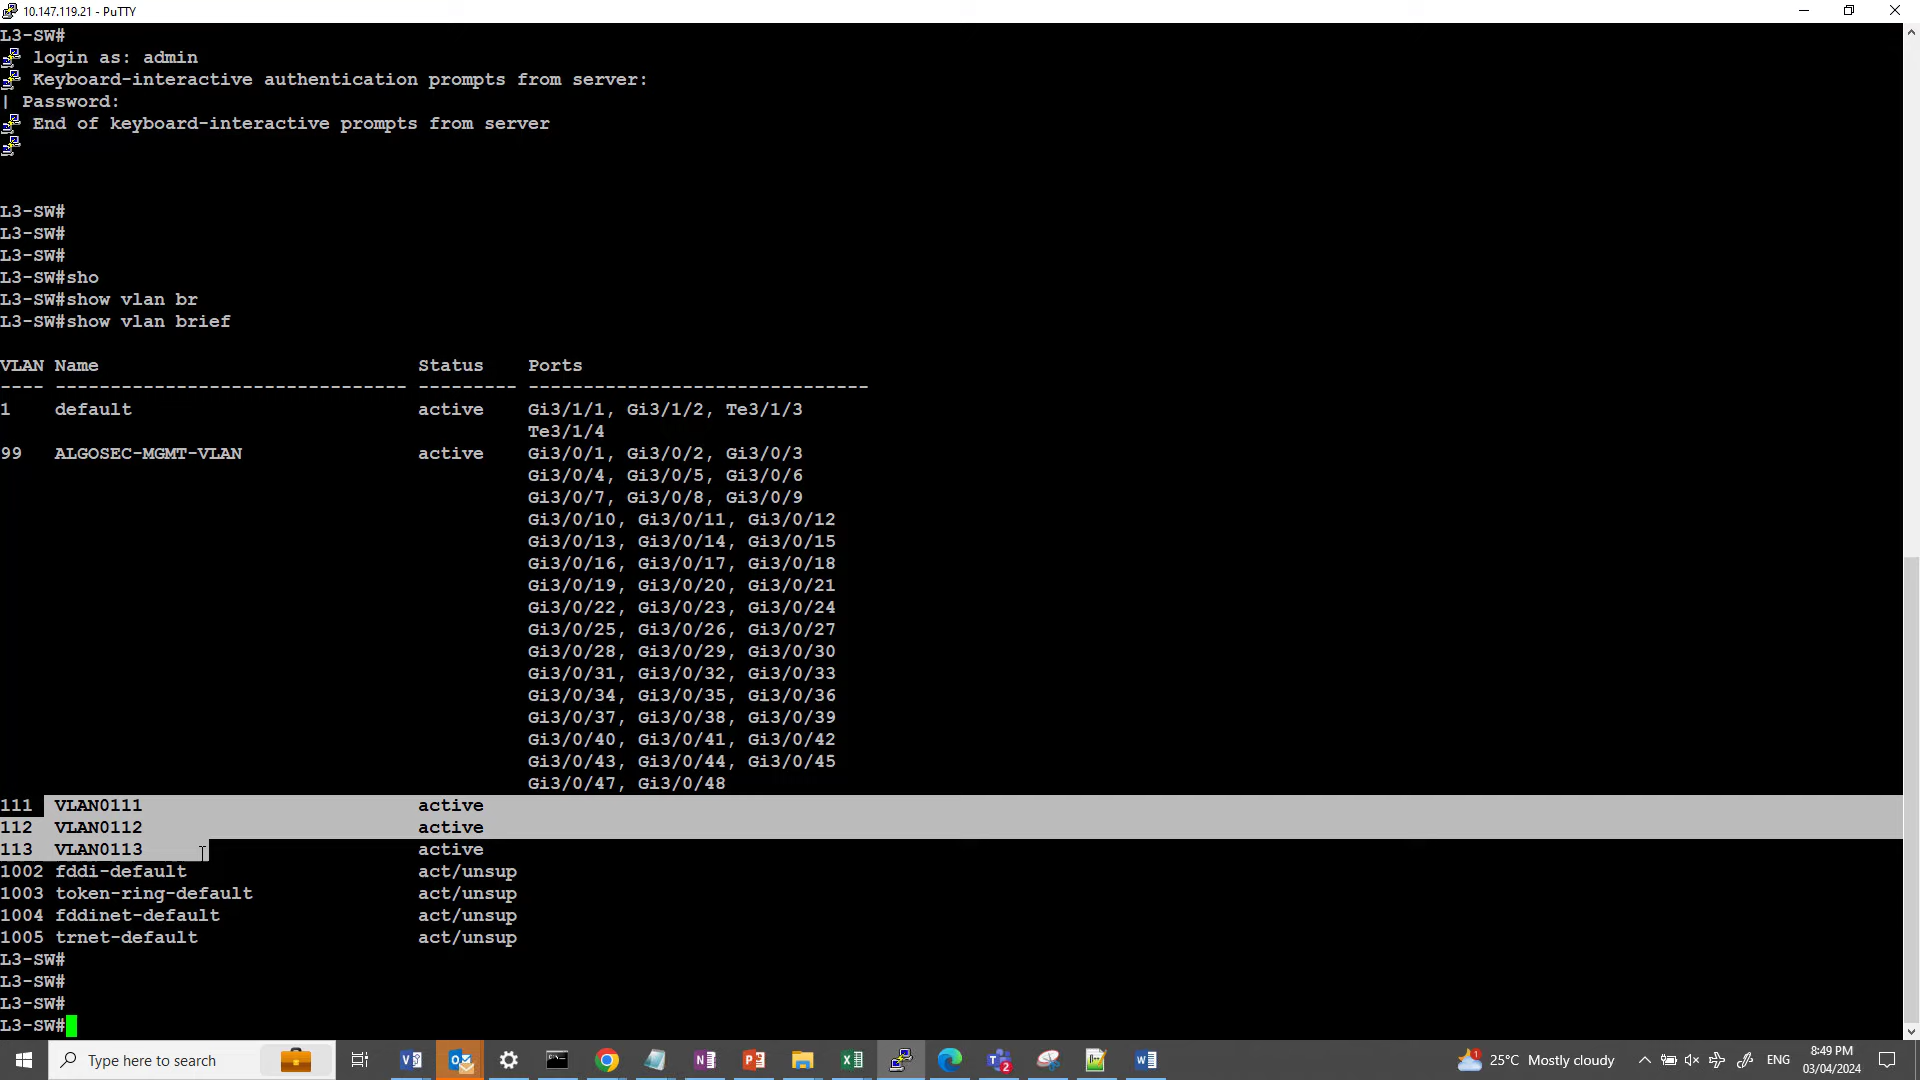 10.147.119.21 - PuTTY
L3-SW#
login as: admin
Keyboard-interactive authentication prompts from server:
| Password:
End of keyboard-interactive prompts from server
L3-SW#
L3-SW#
L3-SW#
L3-SW#sho
L3-SW#show vlan br
L3-SW#show vlan brief
VLAN Name                             Status    Ports
---- -------------------------------- --------- -------------------------------
1    default                          active    Gi3/1/1, Gi3/1/2, Te3/1/3
                                                Te3/1/4
99   ALGOSEC-MGMT-VLAN                active    Gi3/0/1, Gi3/0/2, Gi3/0/3
                                                Gi3/0/4, Gi3/0/5, Gi3/0/6
                                                Gi3/0/7, Gi3/0/8, Gi3/0/9
                                                Gi3/0/10, Gi3/0/11, Gi3/0/12
                                                Gi3/0/13, Gi3/0/14, Gi3/0/15
                                                Gi3/0/16, Gi3/0/17, Gi3/0/18
                                                Gi3/0/19, Gi3/0/20, Gi3/0/21
                                                Gi3/0/22, Gi3/0/23, Gi3/0/24
                                                Gi3/0/25, Gi3/0/26, Gi3/0/27
                                                Gi3/0/28, Gi3/0/29, Gi3/0/30
                                                Gi3/0/31, Gi3/0/32, Gi3/0/33
                                                Gi3/0/34, Gi3/0/35, Gi3/0/36
                                                Gi3/0/37, Gi3/0/38, Gi3/0/39
                                                Gi3/0/40, Gi3/0/41, Gi3/0/42
                                                Gi3/0/43, Gi3/0/44, Gi3/0/45
                                                Gi3/0/47, Gi3/0/48
111  VLAN0111                         active
112  VLAN0112                         active
113  VLAN0113                         active
1002 fddi-default                     act/unsup
1003 token-ring-default               act/unsup
1004 fddinet-default                  act/unsup
1005 trnet-default                    act/unsup
L3-SW#
L3-SW#
L3-SW#
L3-SW#
Type here to search
25°C Mostly cloudy
ENG
8:49 PM
03/04/2024